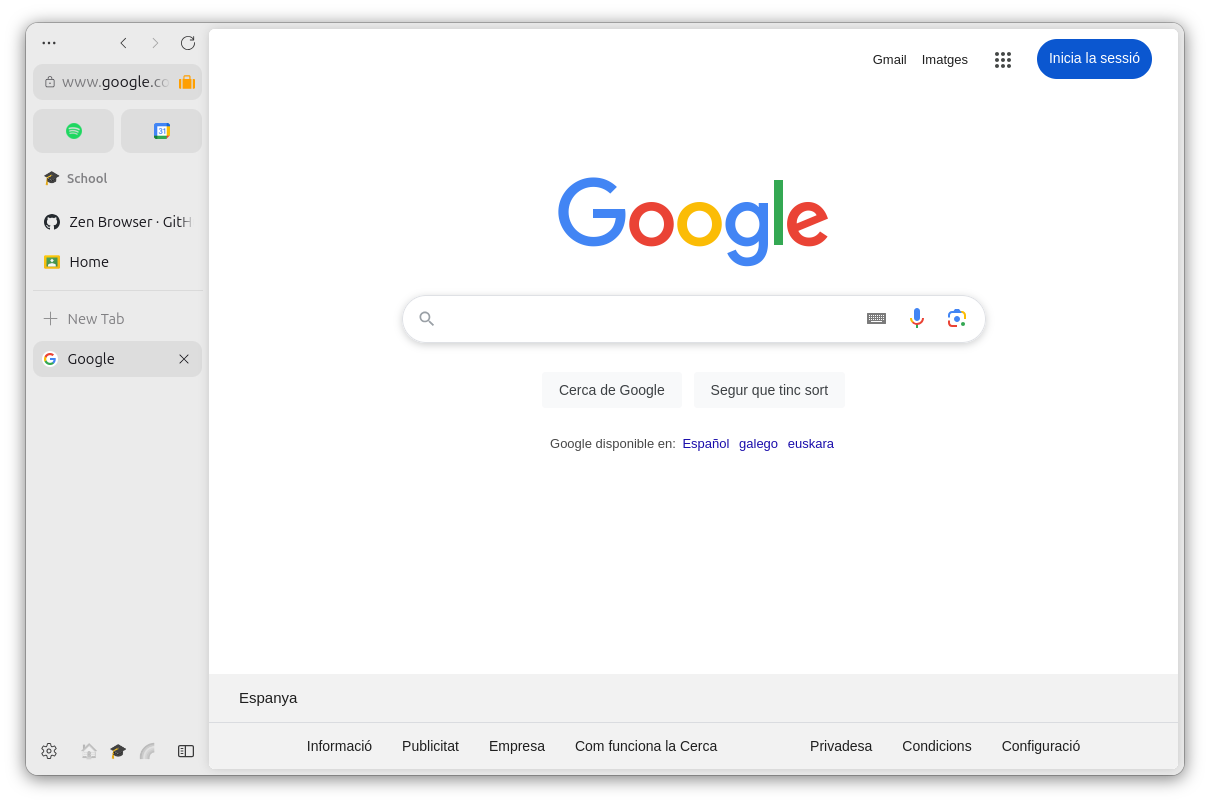 www.google.co
School
Zen Browser · GitH
Home
New Tab
Google
Gmail Imatges Inicia la sessió
Google
Cerca de Google Segur que tinc sort
Google disponible en: Español galego euskara
Espanya
Informació Publicitat Empresa Com funciona la Cerca Privadesa Condicions Configuració